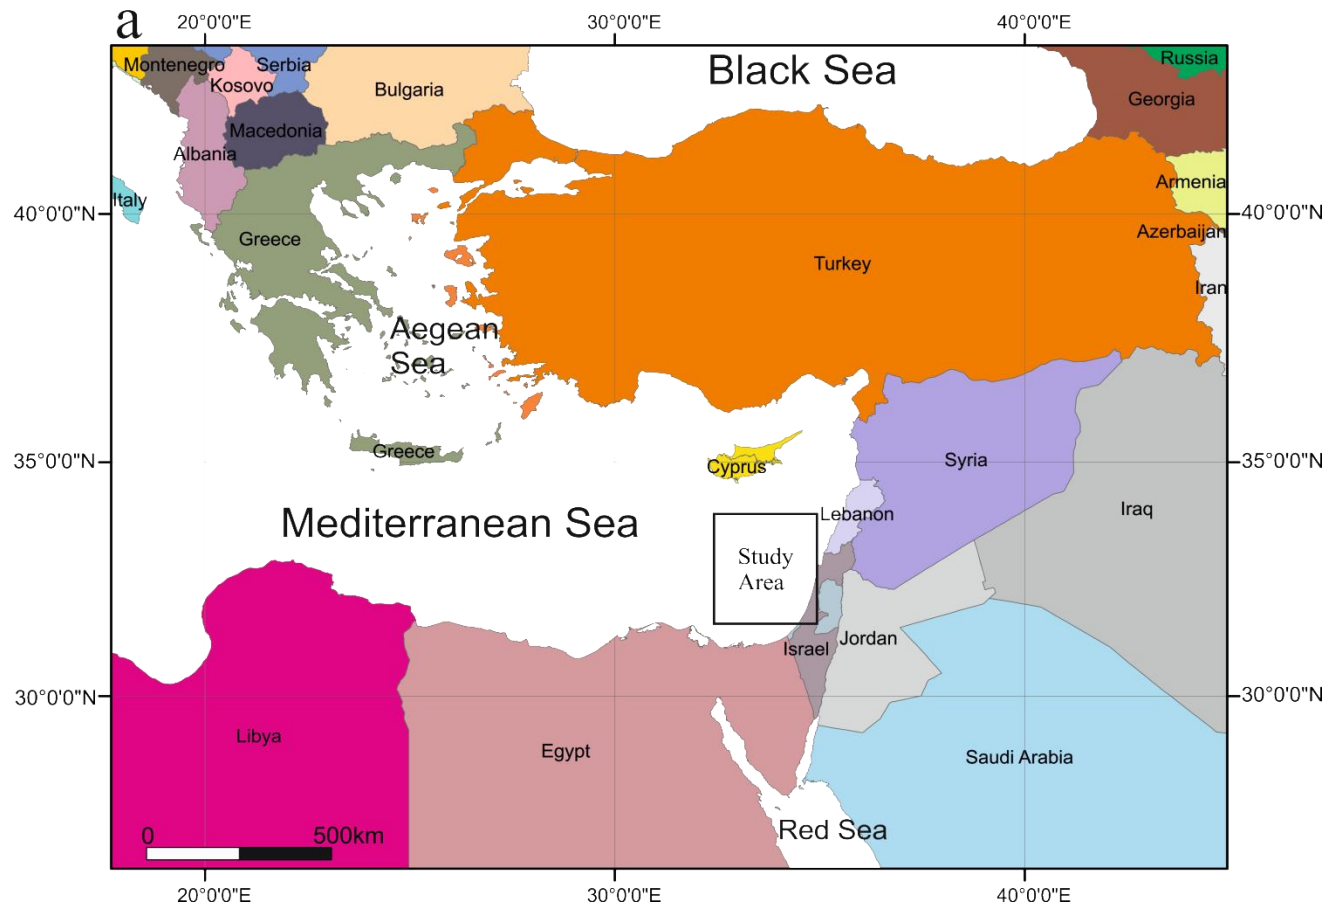 a
20°0'0"E
30°0'0"E
40°0'0"E
Montenegro
Serbia
Kosovo
Bulgaria
Black Sea
Russia
Georgia
Macedonia
Albania
Armenia
Italy
40°0'0"N
40°0'0"N
Greece
Azerbaijan
Turkey
Iran
Aegean
Sea
Greece
35°0'0"N
Cyprus
Syria
35°0'0"N
Mediterranean Sea
Lebanon
Iraq
Study
Area
Israel
Jordan
30°0'0"N
30°0'0"N
Libya
Egypt
Saudi Arabia
Red Sea
0
500km
20°0'0"E
30°0'0"E
40°0'0"E